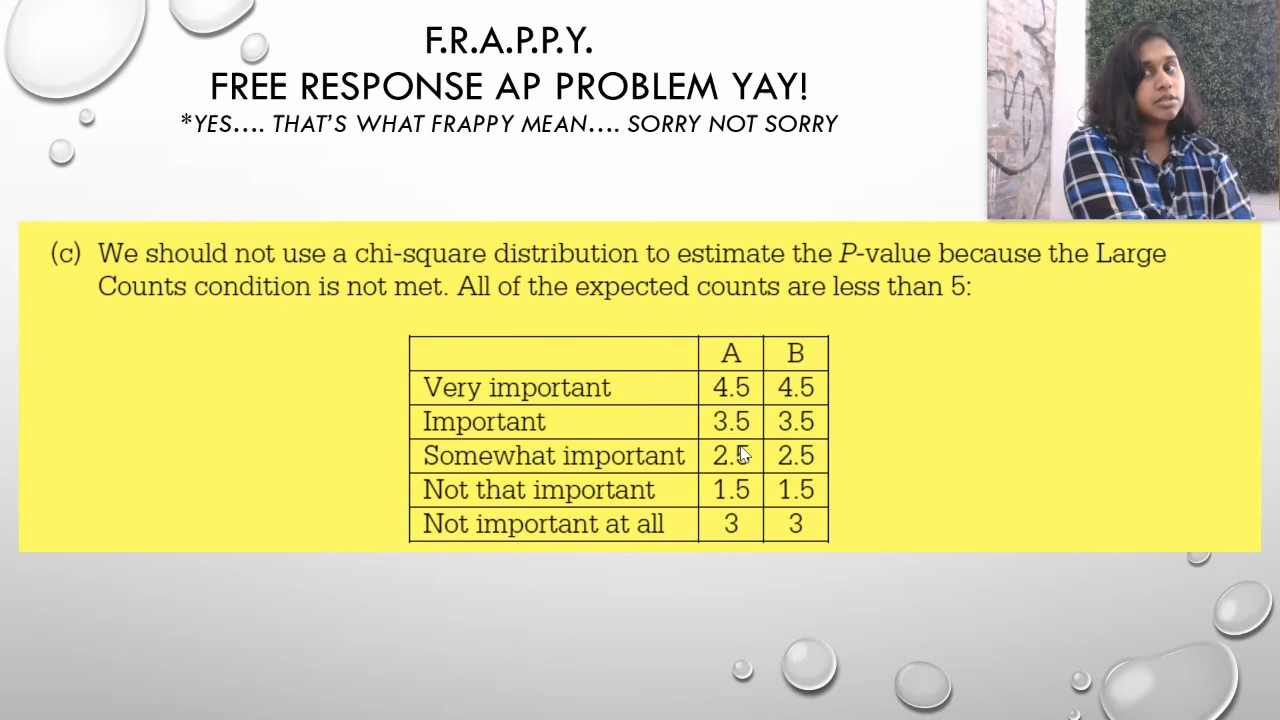 F.R.A.P.P.Y.
FREE RESPONSE AP PROBLEM YAY!
*YES.... THAT'S WHAT FRAPPY MEAN.... SORRY NOT SORRY
(c) We should not use a chi-square distribution to estimate the P-value because the Large
Counts condition is not met. All of the expected counts are less than 5:
A B
Very important 4.5 4.5
Important 3.5 3.5
Somewhat important 2.5 2.5
Not that important 1.5 1.5
Not important at all 3 3